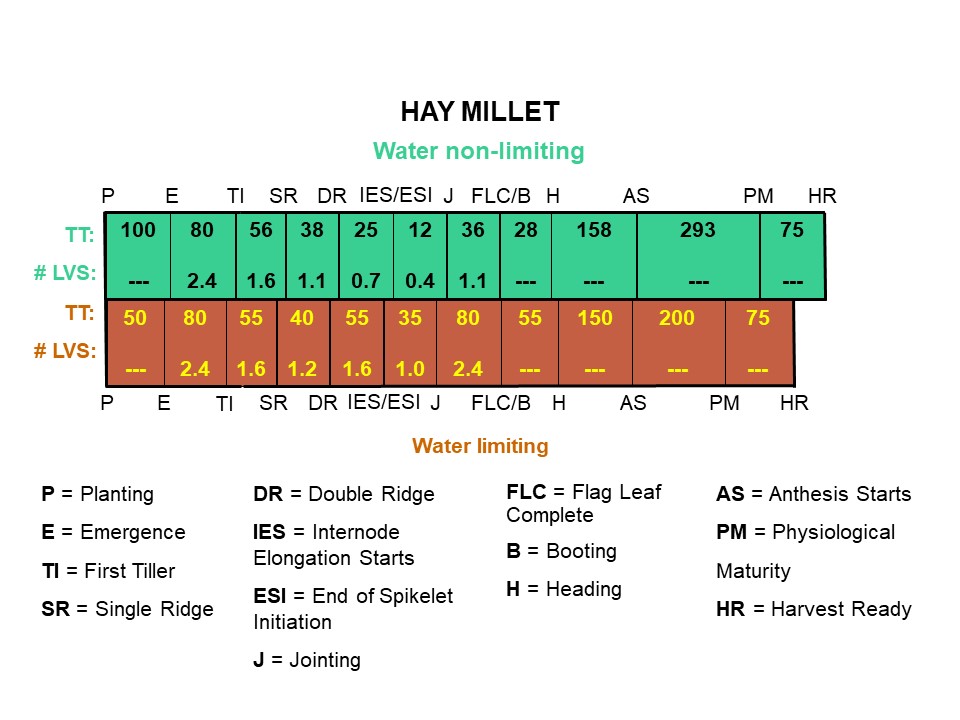 HAY MILLET
Water non-limiting
P E TI SR DR IES/ESI J FLC/B H AS PM HR
TT: 100 80 56 38 25 12 36 28 158 293 75
# LVS: --- 2.4 1.6 1.1 0.7 0.4 1.1 --- --- --- ---
TT: 50 80 55 40 55 35 80 55 150 200 75
# LVS: --- 2.4 1.6 1.2 1.6 1.0 2.4 --- --- --- ---
P E TI SR DR IES/ESI J FLC/B H AS PM HR
Water limiting
P = Planting
E = Emergence
TI = First Tiller
SR = Single Ridge
DR = Double Ridge
IES = Internode
Elongation Starts
ESI = End of Spikelet
Initiation
J = Jointing
FLC = Flag Leaf
Complete
B = Booting
H = Heading
AS = Anthesis Starts
PM = Physiological
Maturity
HR = Harvest Ready